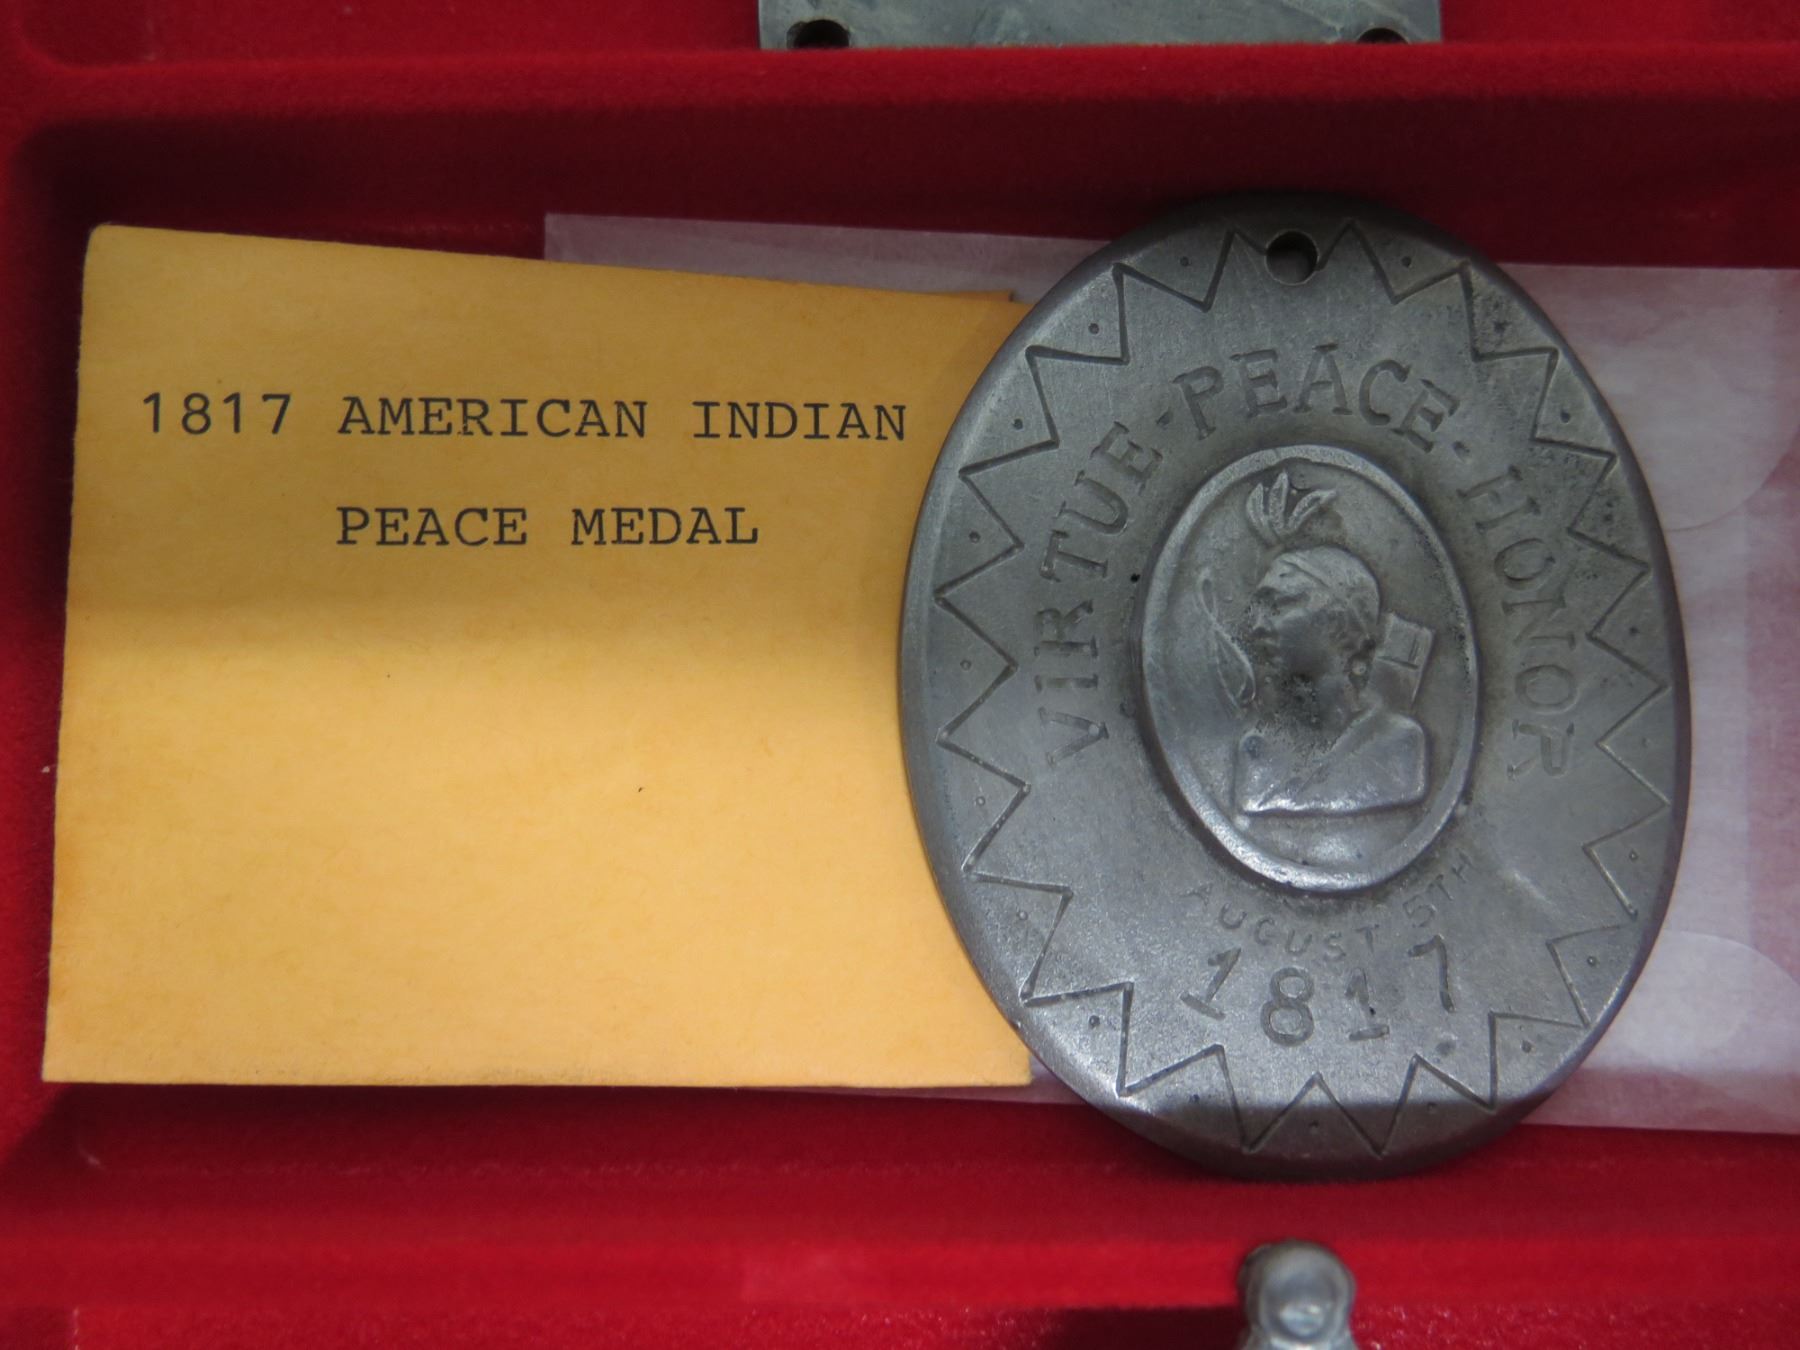 1817 AMERICAN INDIAN
PEACE MEDAL
VIRTUE-PEACE-HONOR
AUGUST 5TH
1817